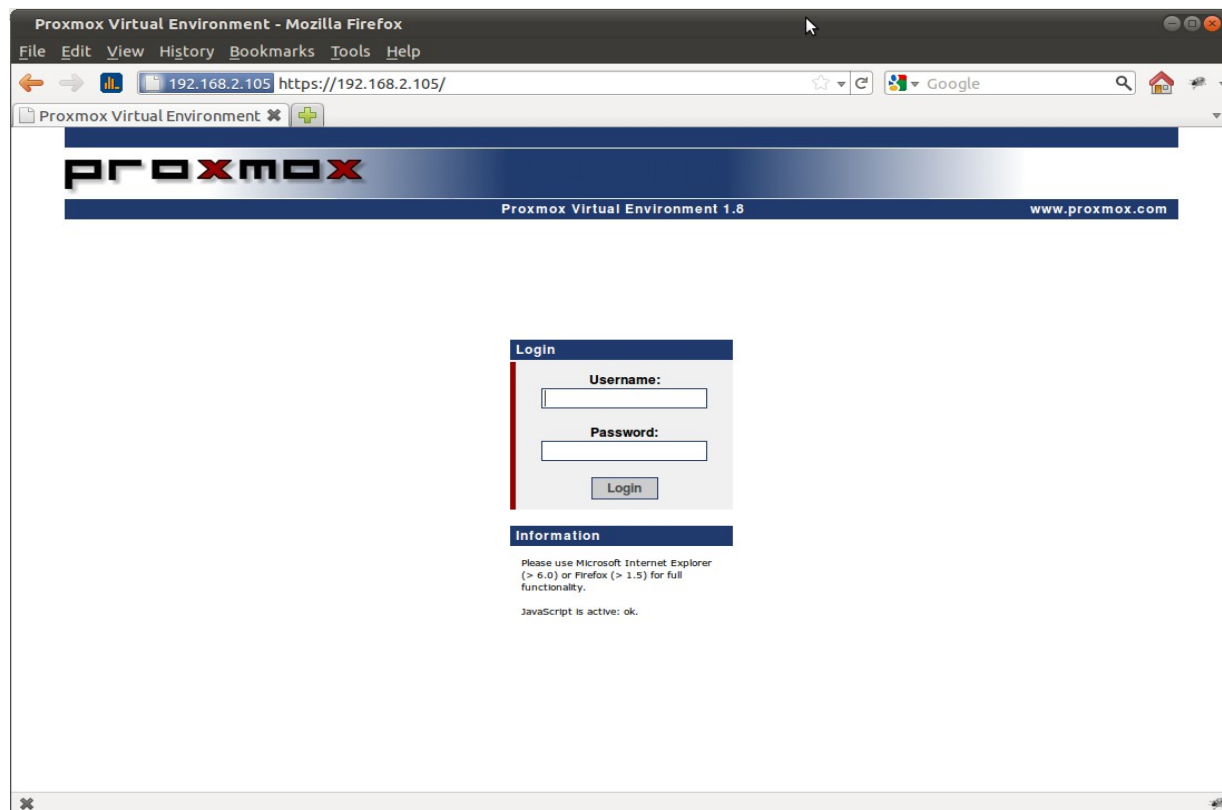 Proxmox Virtual Environment - Mozilla Firefox
File Edit View History Bookmarks Tools Help
192.168.2.105 https://192.168.2.105/ Google
Proxmox Virtual Environment
proxmox
Proxmox Virtual Environment 1.8 www.proxmox.com
Login
Username:
Password:
Login
Information
Please use Microsoft Internet Explorer
(> 6.0) or Firefox (> 1.5) for full
functionality.
JavaScript is active: ok.